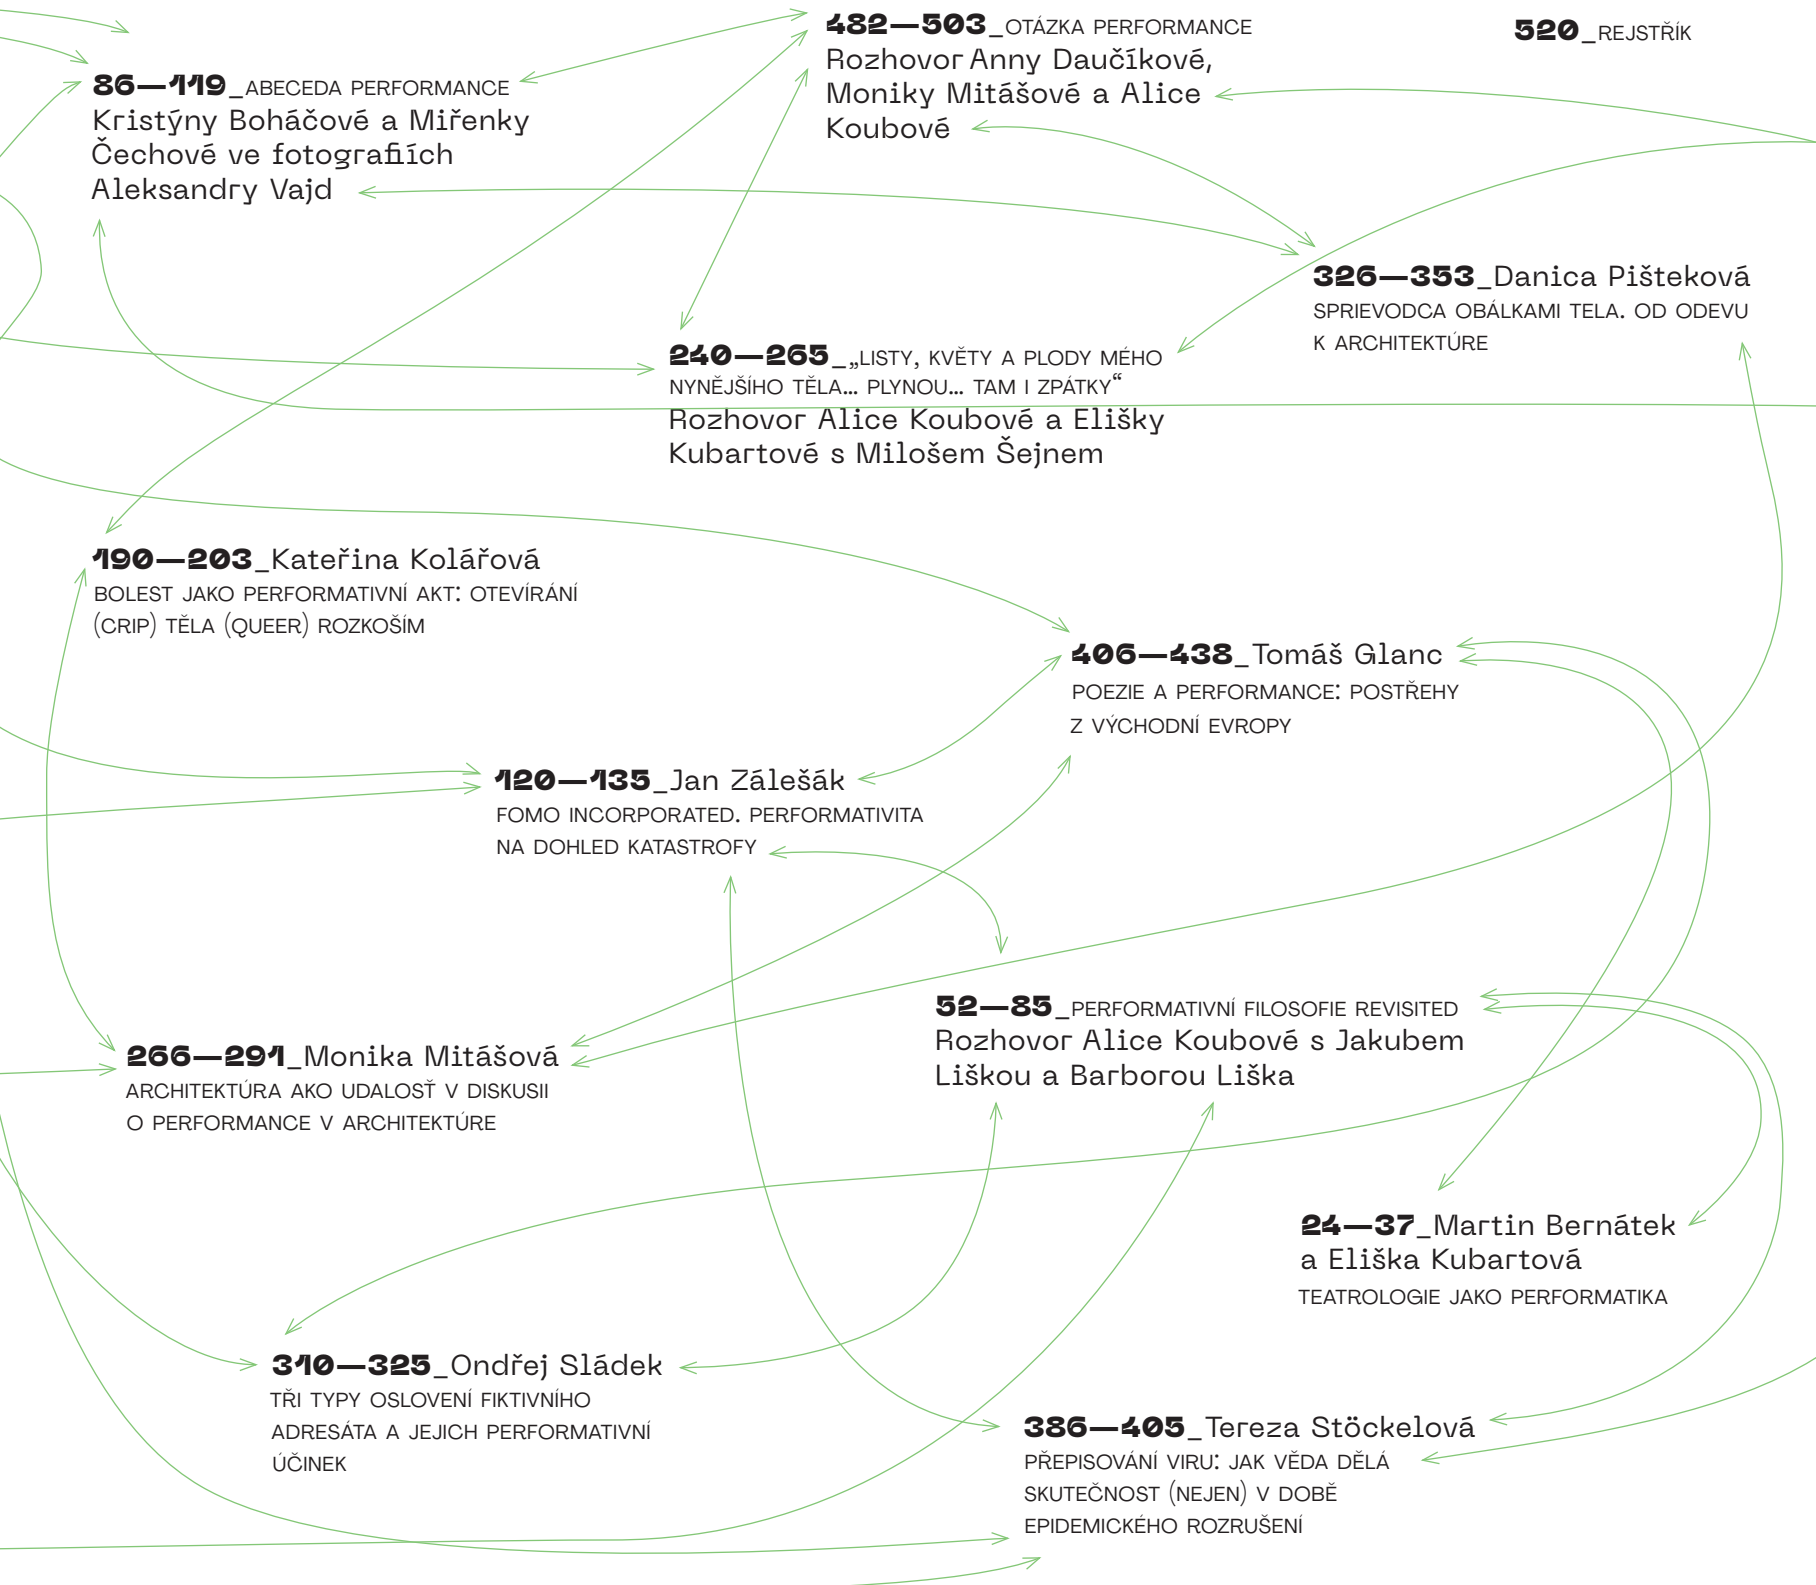 482—503_OTÁZKA PERFORMANCE
Rozhovor Anny Daučíkové,
Moniky Mitášové a Alice
Koubové
520_REJSTŘÍK
86—119_ABECEDA PERFORMANCE
Kristýny Boháčové a Miřenky
Čechové ve fotografiích
Aleksandry Vajd
326—353_Danica Pišteková
SPRIEVODCA OBÁLKAMI TELA. OD ODEVU
K ARCHITEKTÚRE
240—265_„LISTY, KVĚTY A PLODY MÉHO
NYNĚJŠÍHO TĚLA... PLYNOU... TAM I ZPÁTKY“
Rozhovor Alice Koubové a Elišky
Kubartové s Milošem Šejnem
190—203_Kateřina Kolářová
BOLEST JAKO PERFORMATIVNÍ AKT: OTEVÍRÁNÍ
(CRIP) TĚLA (QUEER) ROZKOŠÍM
406—438_Tomáš Glanc
POEZIE A PERFORMANCE: POSTŘEHY
Z VÝCHODNÍ EVROPY
120—135_Jan Zálešák
FOMO INCORPORATED. PERFORMATIVITA
NA DOHLED KATASTROFY
52—85_PERFORMATIVNÍ FILOSOFIE REVISITED
Rozhovor Alice Koubové s Jakubem
Liškou a Barborou Liška
266—291_Monika Mitášová
ARCHITEKTÚRA AKO UDALOSŤ V DISKUSII
O PERFORMANCE V ARCHITEKTÚRE
24—37_Martin Bernátek
a Eliška Kubartová
TEATROLOGIE JAKO PERFORMATIKA
310—325_Ondřej Sládek
TŘI TYPY OSLOVENÍ FIKTIVNÍHO
ADRESÁTA A JEJICH PERFORMATIVNÍ
ÚČINEK
386—405_Tereza Stöckelová
PŘEPISOVÁNÍ VIRU: JAK VĚDA DĚLÁ
SKUTEČNOST (NEJEN) V DOBĚ
EPIDEMICKÉHO ROZRUŠENÍ